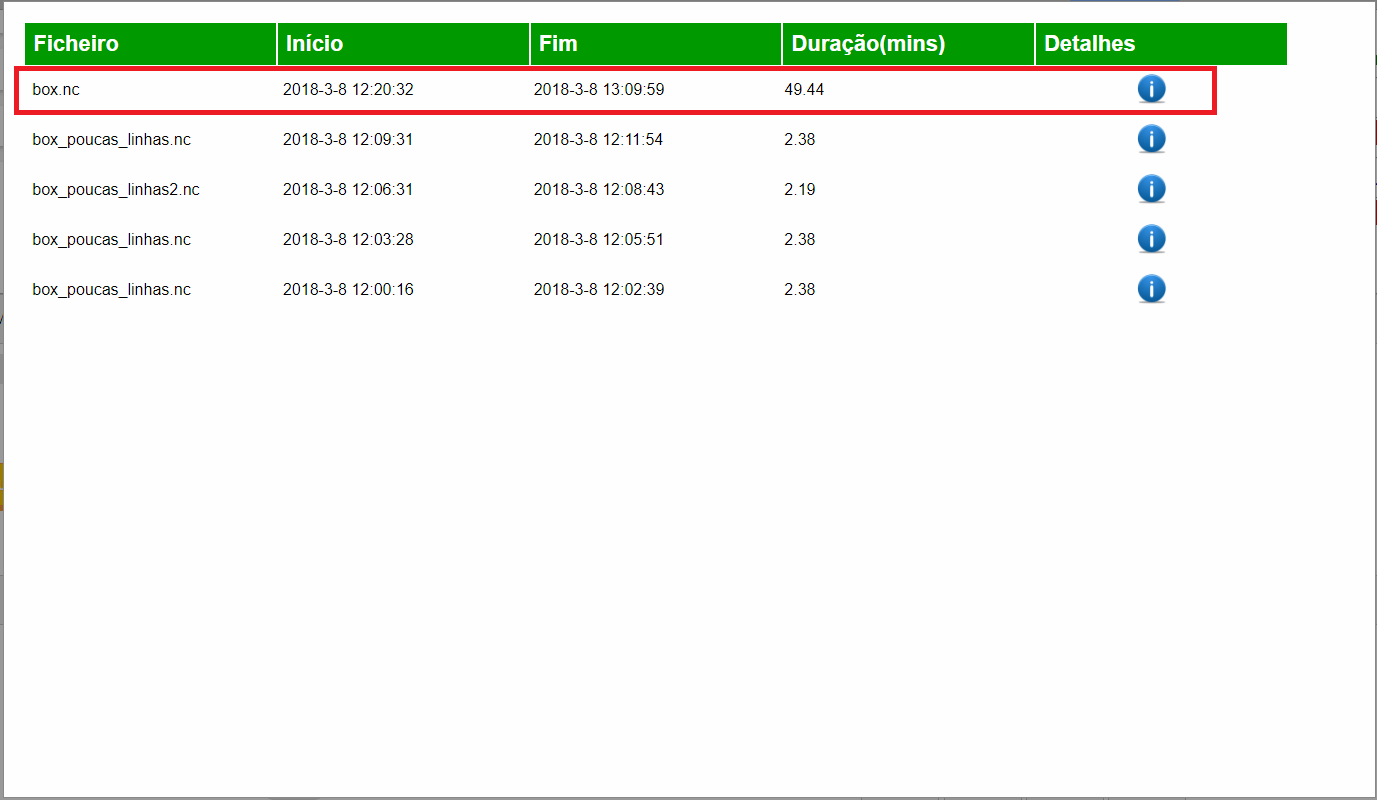 Ficheiro Início Fim Duração(mins) Detalhes
box.nc 2018-3-8 12:20:32 2018-3-8 13:09:59 49.44
box_poucas_linhas.nc 2018-3-8 12:09:31 2018-3-8 12:11:54 2.38
box_poucas_linhas2.nc 2018-3-8 12:06:31 2018-3-8 12:08:43 2.19
box_poucas_linhas.nc 2018-3-8 12:03:28 2018-3-8 12:05:51 2.38
box_poucas_linhas.nc 2018-3-8 12:00:16 2018-3-8 12:02:39 2.38